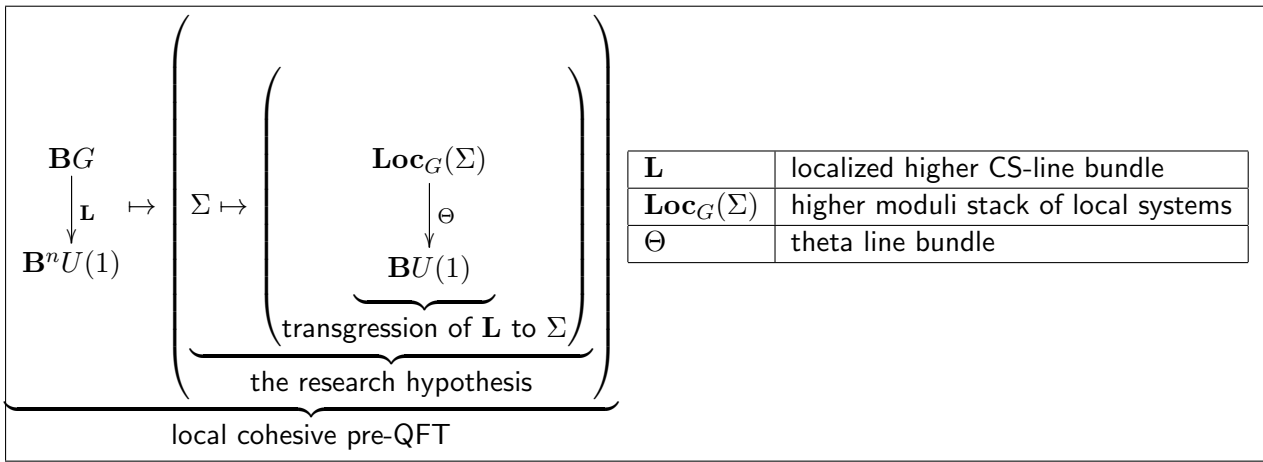 BG
↓ L
BⁿU(1)
↦
Σ ↦
Loc_G(Σ)
↓ Θ
BU(1)
transgression of L to Σ
the research hypothesis
local cohesive pre-QFT
L | localized higher CS-line bundle
Loc_G(Σ) | higher moduli stack of local systems
Θ | theta line bundle